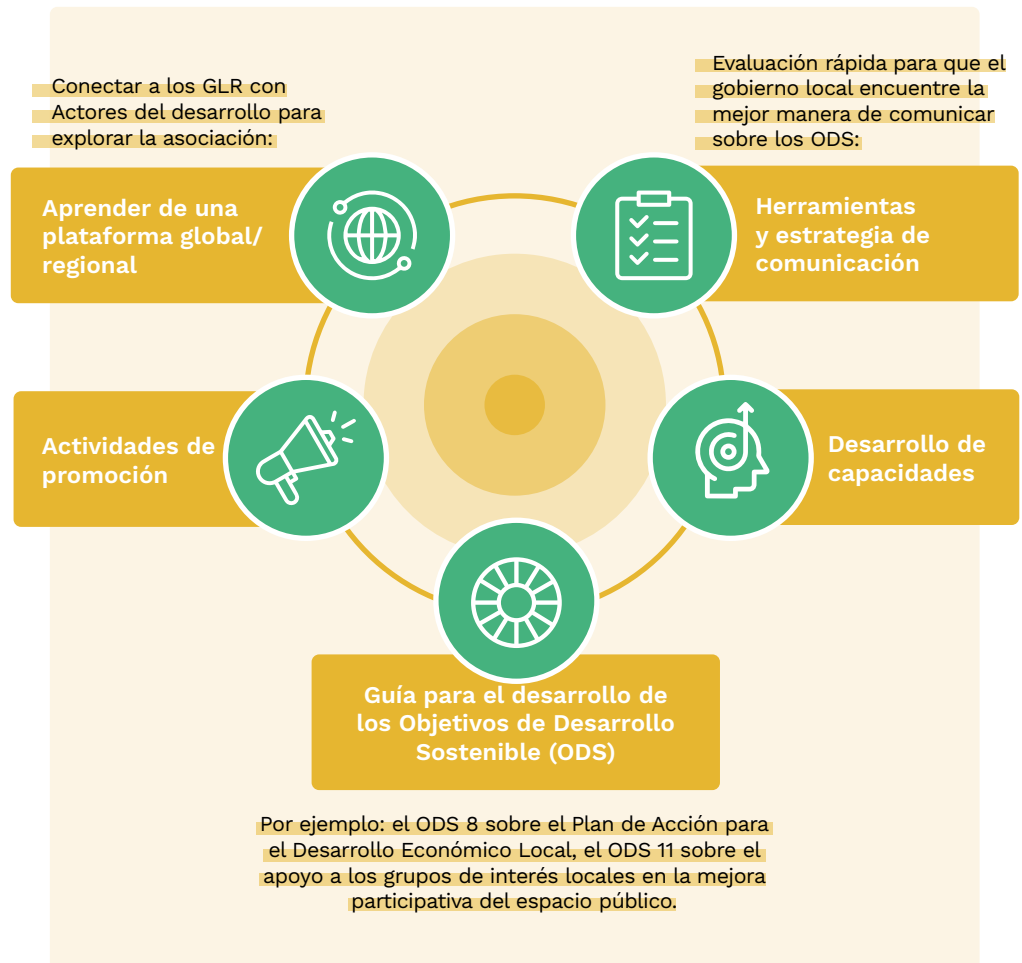 Conectar a los GLR con
Actores del desarrollo para
explorar la asociación:
Aprender de una
plataforma global/
regional
Evaluación rápida para que el
gobierno local encuentre la
mejor manera de comunicar
sobre los ODS:
Herramientas
y estrategia de
comunicación
Actividades de
promoción
Desarrollo de
capacidades
Guía para el desarrollo de
los Objetivos de Desarrollo
Sostenible (ODS)
Por ejemplo: el ODS 8 sobre el Plan de Acción para
el Desarrollo Económico Local, el ODS 11 sobre el
apoyo a los grupos de interés locales en la mejora
participativa del espacio público.